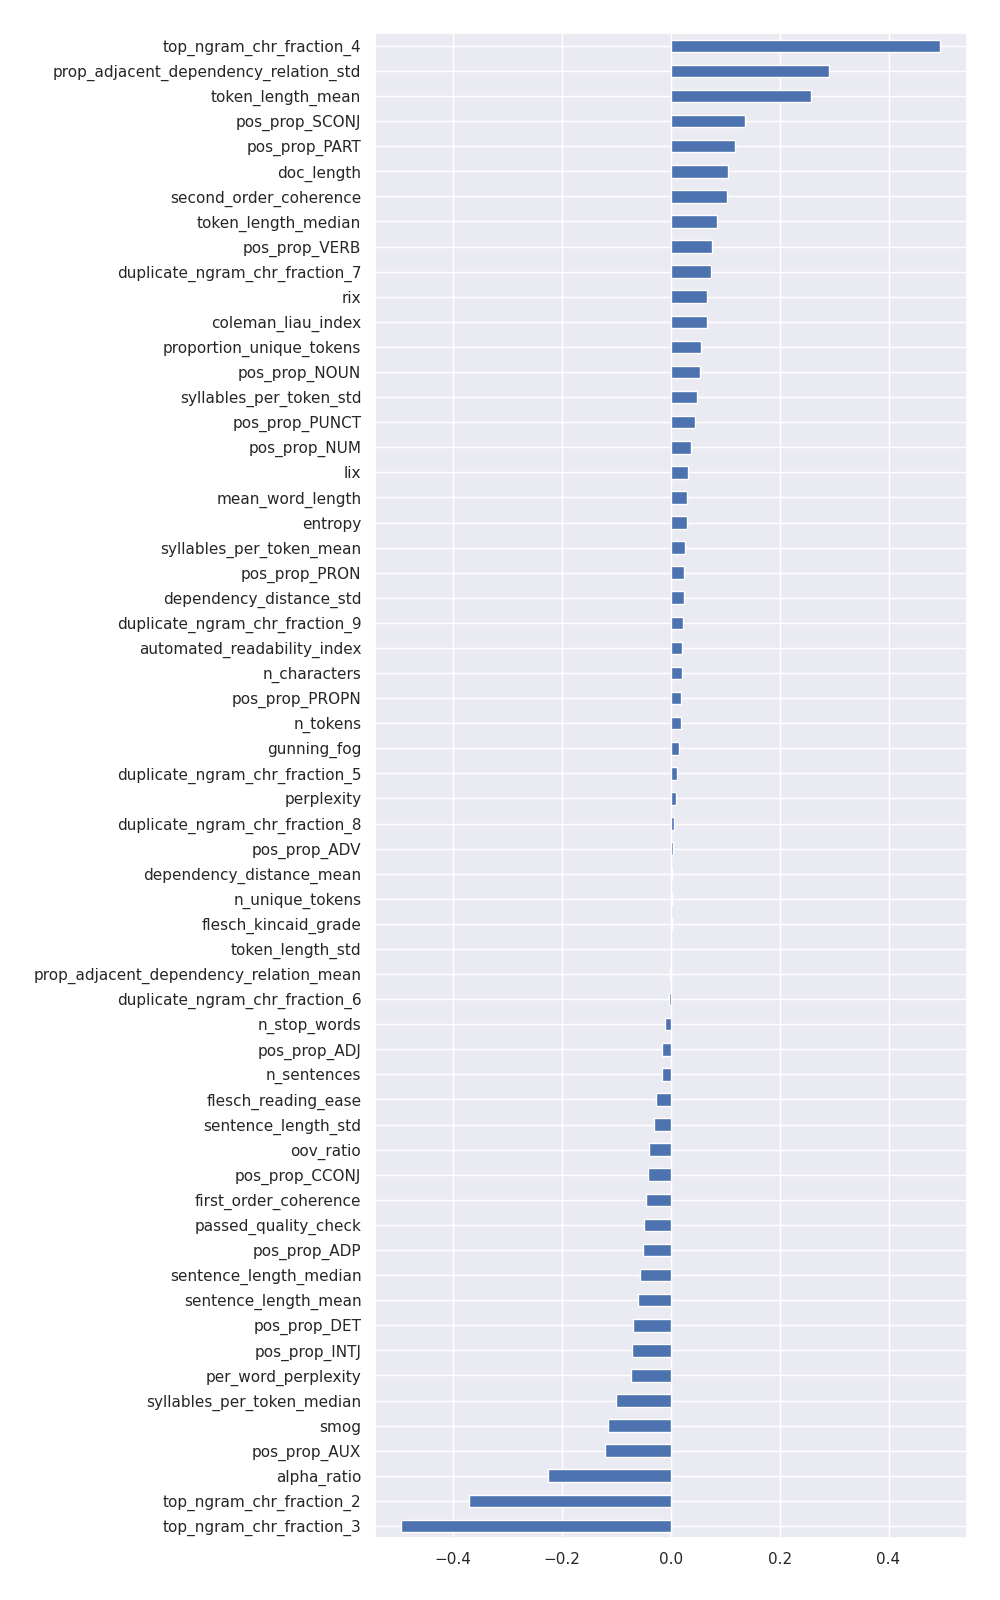 top_ngram_chr_fraction_4
prop_adjacent_dependency_relation_std
token_length_mean
pos_prop_SCONJ
pos_prop_PART
doc_length
second_order_coherence
token_length_median
pos_prop_VERB
duplicate_ngram_chr_fraction_7
rix
coleman_liau_index
proportion_unique_tokens
pos_prop_NOUN
syllables_per_token_std
pos_prop_PUNCT
pos_prop_NUM
lix
mean_word_length
entropy
syllables_per_token_mean
pos_prop_PRON
dependency_distance_std
duplicate_ngram_chr_fraction_9
automated_readability_index
n_characters
pos_prop_PROPN
n_tokens
gunning_fog
duplicate_ngram_chr_fraction_5
perplexity
duplicate_ngram_chr_fraction_8
pos_prop_ADV
dependency_distance_mean
n_unique_tokens
flesch_kincaid_grade
token_length_std
prop_adjacent_dependency_relation_mean
duplicate_ngram_chr_fraction_6
n_stop_words
pos_prop_ADJ
n_sentences
flesch_reading_ease
sentence_length_std
oov_ratio
pos_prop_CCONJ
first_order_coherence
passed_quality_check
pos_prop_ADP
sentence_length_median
sentence_length_mean
pos_prop_DET
pos_prop_INTJ
per_word_perplexity
syllables_per_token_median
smog
pos_prop_AUX
alpha_ratio
top_ngram_chr_fraction_2
top_ngram_chr_fraction_3
−0.4 −0.2 0.0 0.2 0.4